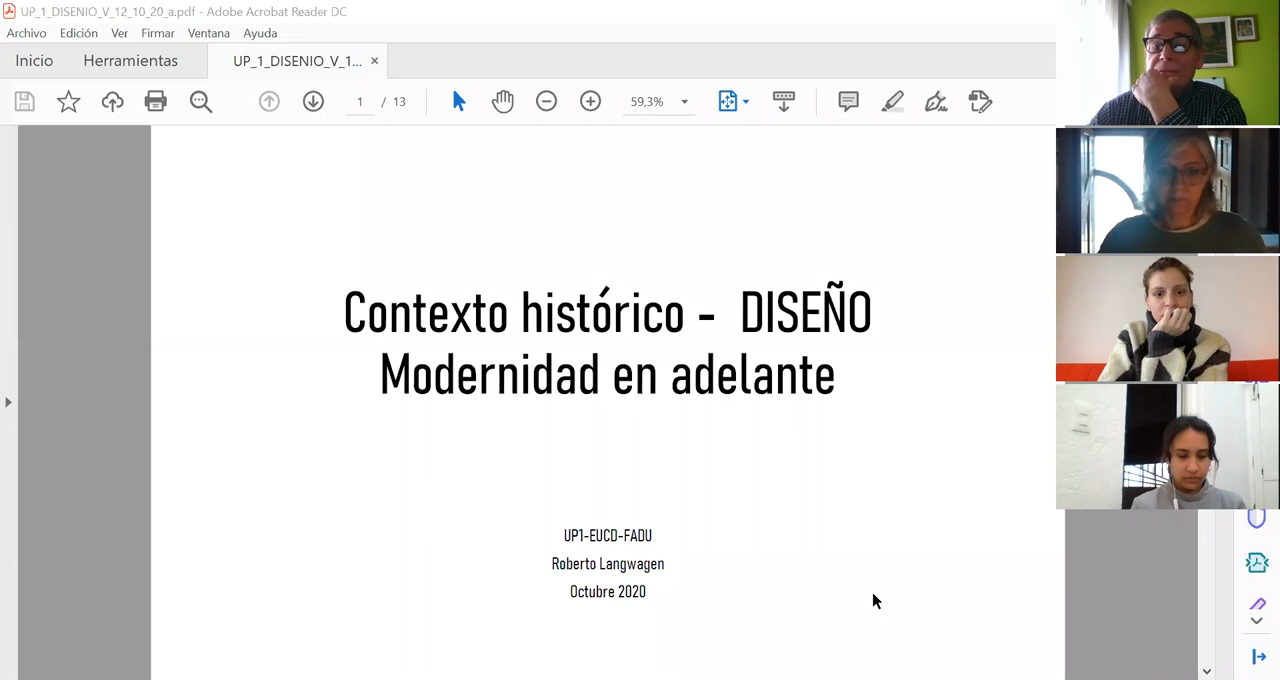 UP_1_DISENIO_V_12_10_20_a.pdf - Adobe Acrobat Reader DC
Archivo Edición Ver Firmar Ventana Ayuda
Inicio Herramientas UP_1_DISENIO_V_1... ×
1 / 13 59,3%
Contexto histórico - DISEÑO
Modernidad en adelante
UP1-EUCD-FADU
Roberto Langwagen
Octubre 2020